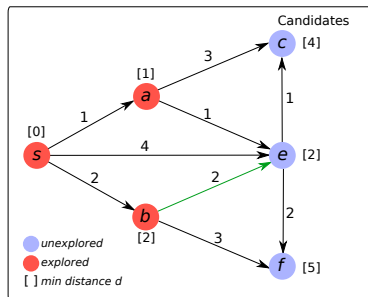 Candidates
3
c [4]
[1]
a
1
1
1
[0]
s
4
e [2]
2
2
2
b
[2]
3
f [5]
unexplored
explored
[ ] min distance d